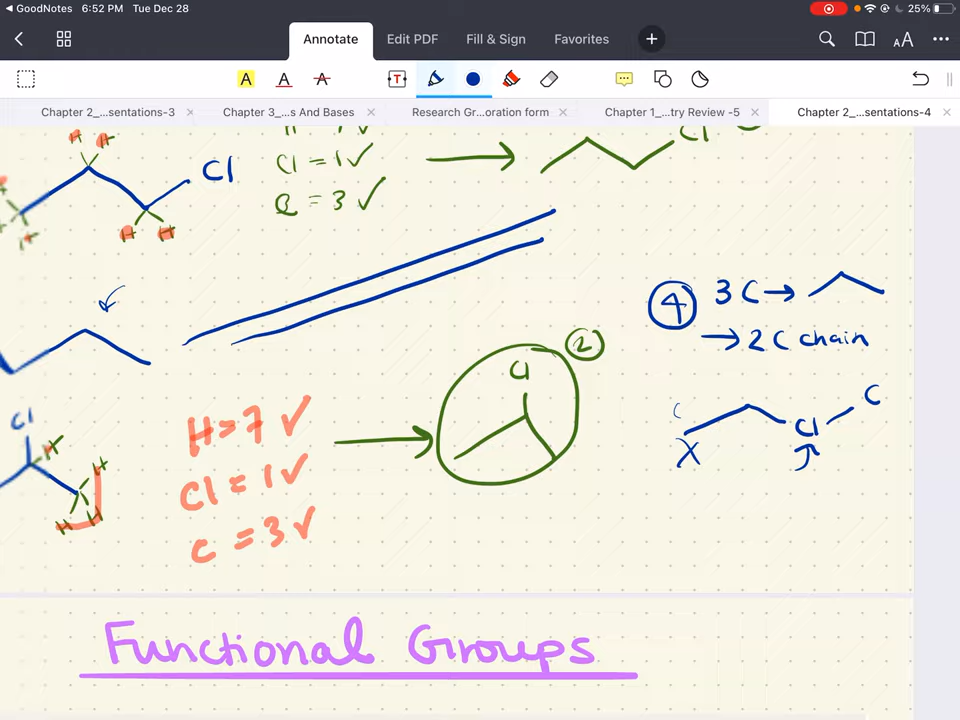 GoodNotes 6:52 PM Tue Dec 28 25%
Annotate Edit PDF Fill & Sign Favorites
A A A T AA
Chapter 2_...sentations-3 Chapter 3_...s And Bases Research Gr...oration form Chapter 1_...try Review -5 Chapter 2_...sentations-4
H H
Cl
Cl = 1 ✓
Cl
C = 3 ✓
H H
H
4 3 C →
→ 2 C chain
2
Cl
Cl
C
C
Cl
X
H = 7 ✓
Cl = 1 ✓
C = 3 ✓
H
H
H H
Functional Groups